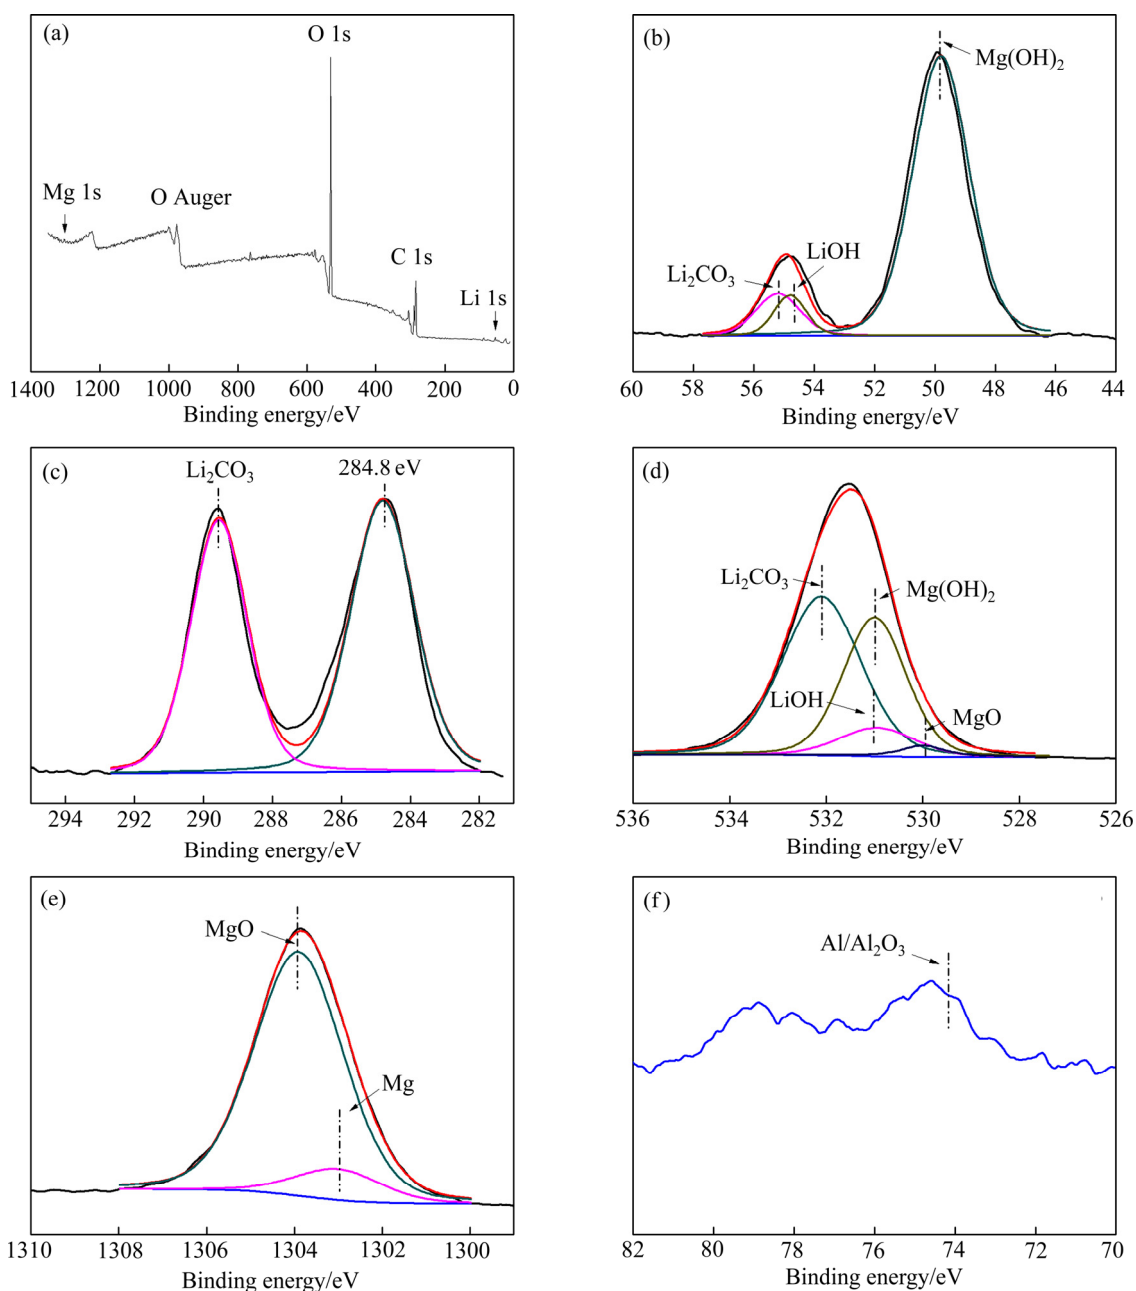 (a)
O 1s
Mg 1s
O Auger
C 1s
Li 1s
1400 1200 1000 800 600 400 200 0
Binding energy/eV
(b)
Mg(OH)₂
Li₂CO₃
LiOH
60 58 56 54 52 50 48 46 44
Binding energy/eV
(c)
Li₂CO₃
284.8 eV
294 292 290 288 286 284 282
Binding energy/eV
(d)
Li₂CO₃
Mg(OH)₂
LiOH
MgO
536 534 532 530 528 526
Binding energy/eV
(e)
MgO
Mg
1310 1308 1306 1304 1302 1300
Binding energy/eV
(f)
Al/Al₂O₃
82 80 78 76 74 72 70
Binding energy/eV